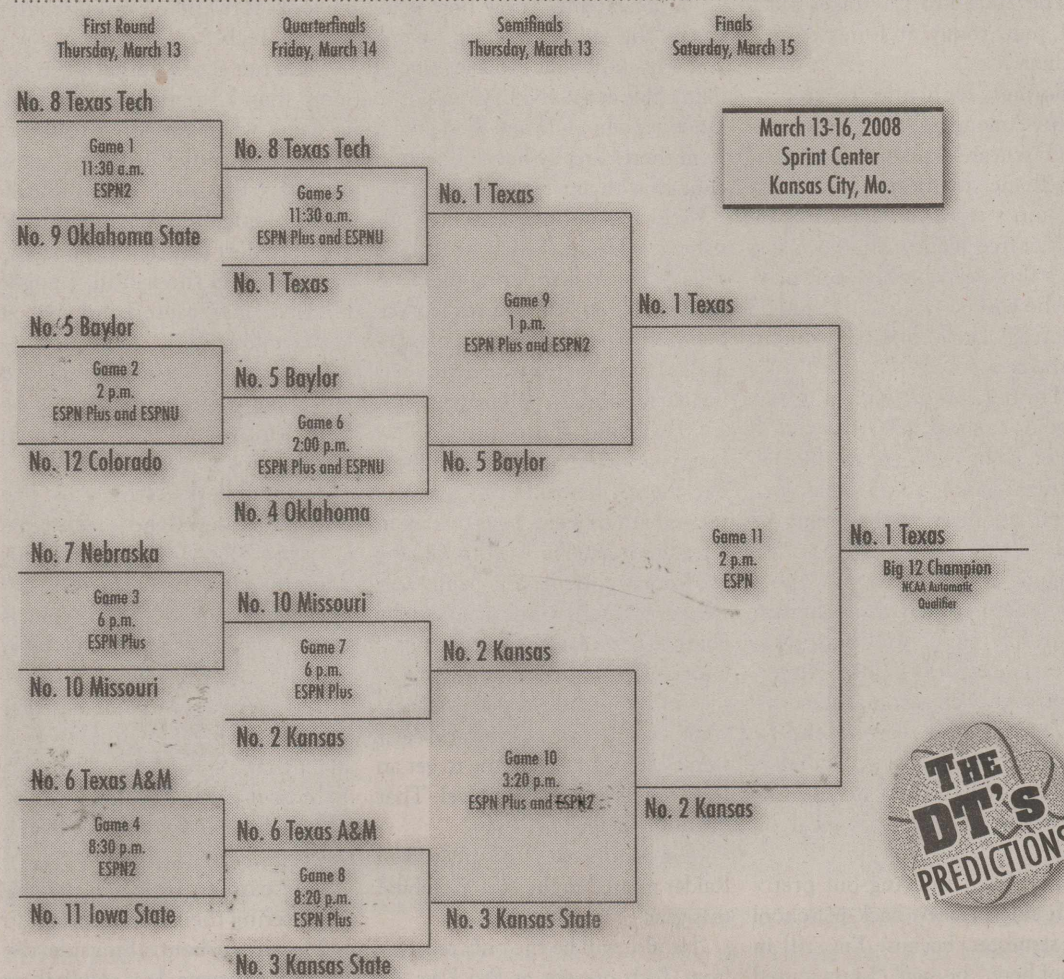 First Round
Thursday, March 13
Quarterfinals
Friday, March 14
Semifinals
Thursday, March 13
Finals
Saturday, March 15
March 13-16, 2008
Sprint Center
Kansas City, Mo.
No. 8 Texas Tech
Game 1
11:30 a.m.
ESPN2
No. 9 Oklahoma State
No. 5 Baylor
Game 2
2 p.m.
ESPN Plus and ESPNU
No. 12 Colorado
No. 7 Nebraska
Game 3
6 p.m.
ESPN Plus
No. 10 Missouri
No. 6 Texas A&M
Game 4
8:30 p.m.
ESPN2
No. 11 Iowa State
No. 8 Texas Tech
Game 5
11:30 a.m.
ESPN Plus and ESPNU
No. 1 Texas
No. 5 Baylor
Game 6
2:00 p.m.
ESPN Plus and ESPNU
No. 4 Oklahoma
No. 10 Missouri
Game 7
6 p.m.
ESPN Plus
No. 2 Kansas
No. 6 Texas A&M
Game 8
8:20 p.m.
ESPN Plus
No. 3 Kansas State
No. 1 Texas
Game 9
1 p.m.
ESPN Plus and ESPN2
No. 5 Baylor
No. 2 Kansas
Game 10
3:20 p.m.
ESPN Plus and ESPN2
No. 3 Kansas State
No. 1 Texas
Game 11
2 p.m.
ESPN
No. 2 Kansas
No. 1 Texas
Big 12 Champion
NCAA Automatic
Qualifier
THE
DT'S
PREDICTIONS